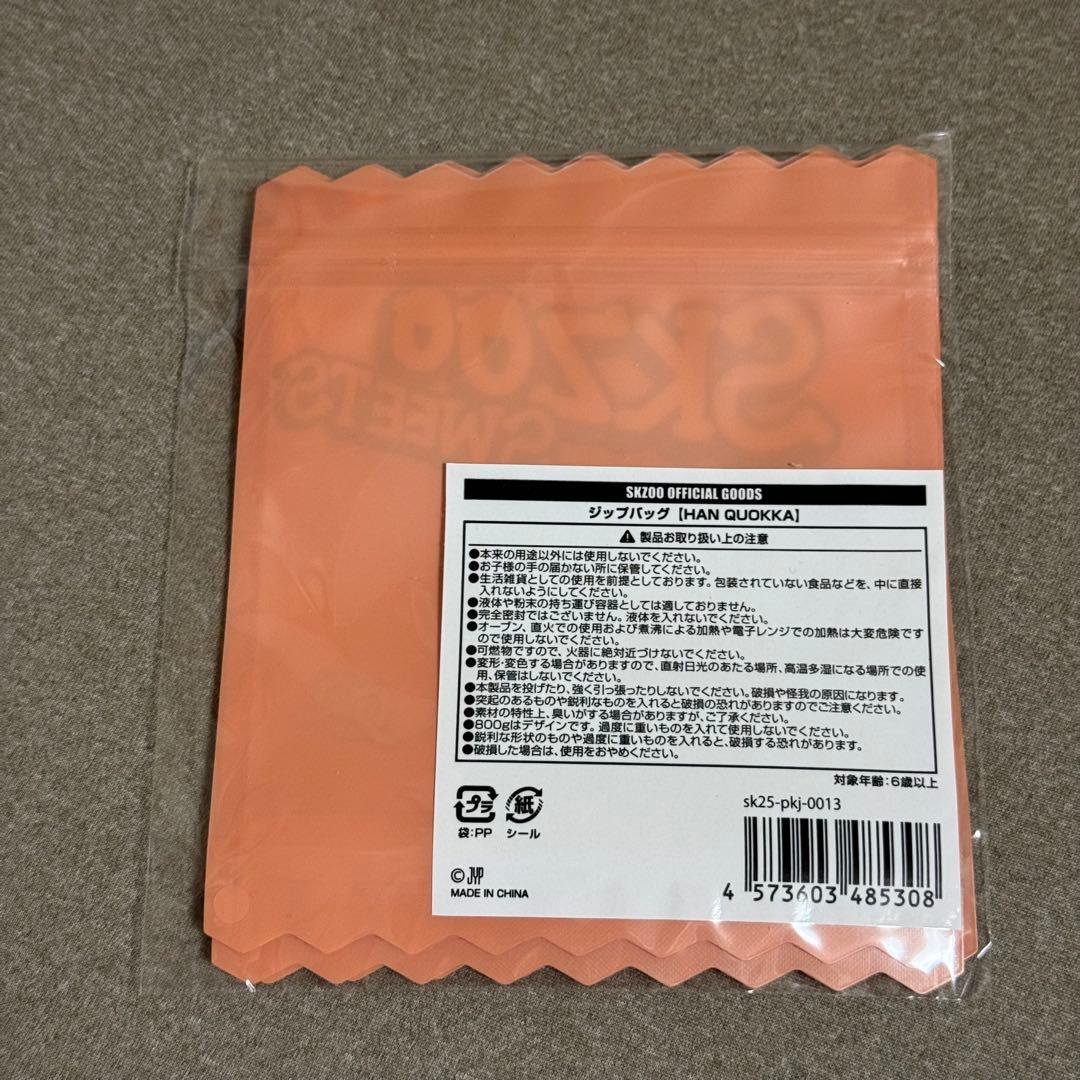 SKZOO
SWEETS
SKZOO OFFICIAL GOODS
ジップバッグ【HAN QUOKKA】
製品お取り扱い上の注意
●本来の用途以外には使用しないでください。
●お子様の手の届かない所に保管してください。
●生活雑貨としての使用を前提としております。包装されていない食品などを、中に直接
入れないようにしてください。
●液体や粉末の持ち運び容器としては適しておりません。
●完全密封ではございません。液体を入れないでください。
●オーブン、直火での使用および煮沸による加熱や電子レンジでの加熱は大変危険です
ので使用しないでください。
●可燃物ですので、火器に絶対近づけないでください。
●変形・変色する場合がありますので、直射日光のあたる場所、高温多湿になる場所での使
用、保管はしないでください。
●本製品を投げたり、強く引っ張ったりしないでください。破損や怪我の原因になります。
●突起のあるものや鋭利なものを入れると破損の恐れがありますのでご注意ください。
●素材の特性上、臭いがする場合がありますが、ご了承ください。
●800gはデザインです。過度に重いものを入れて使用しないでください。
●鋭利な形状のものや過度に重いものを入れると、破損する恐れがあります。
●破損した場合は、使用をおやめください。
対象年齢:6歳以上
プラ
袋:PP
紙
シール
sk25-pkj-0013
© JYP
MADE IN CHINA
4 573603 485308